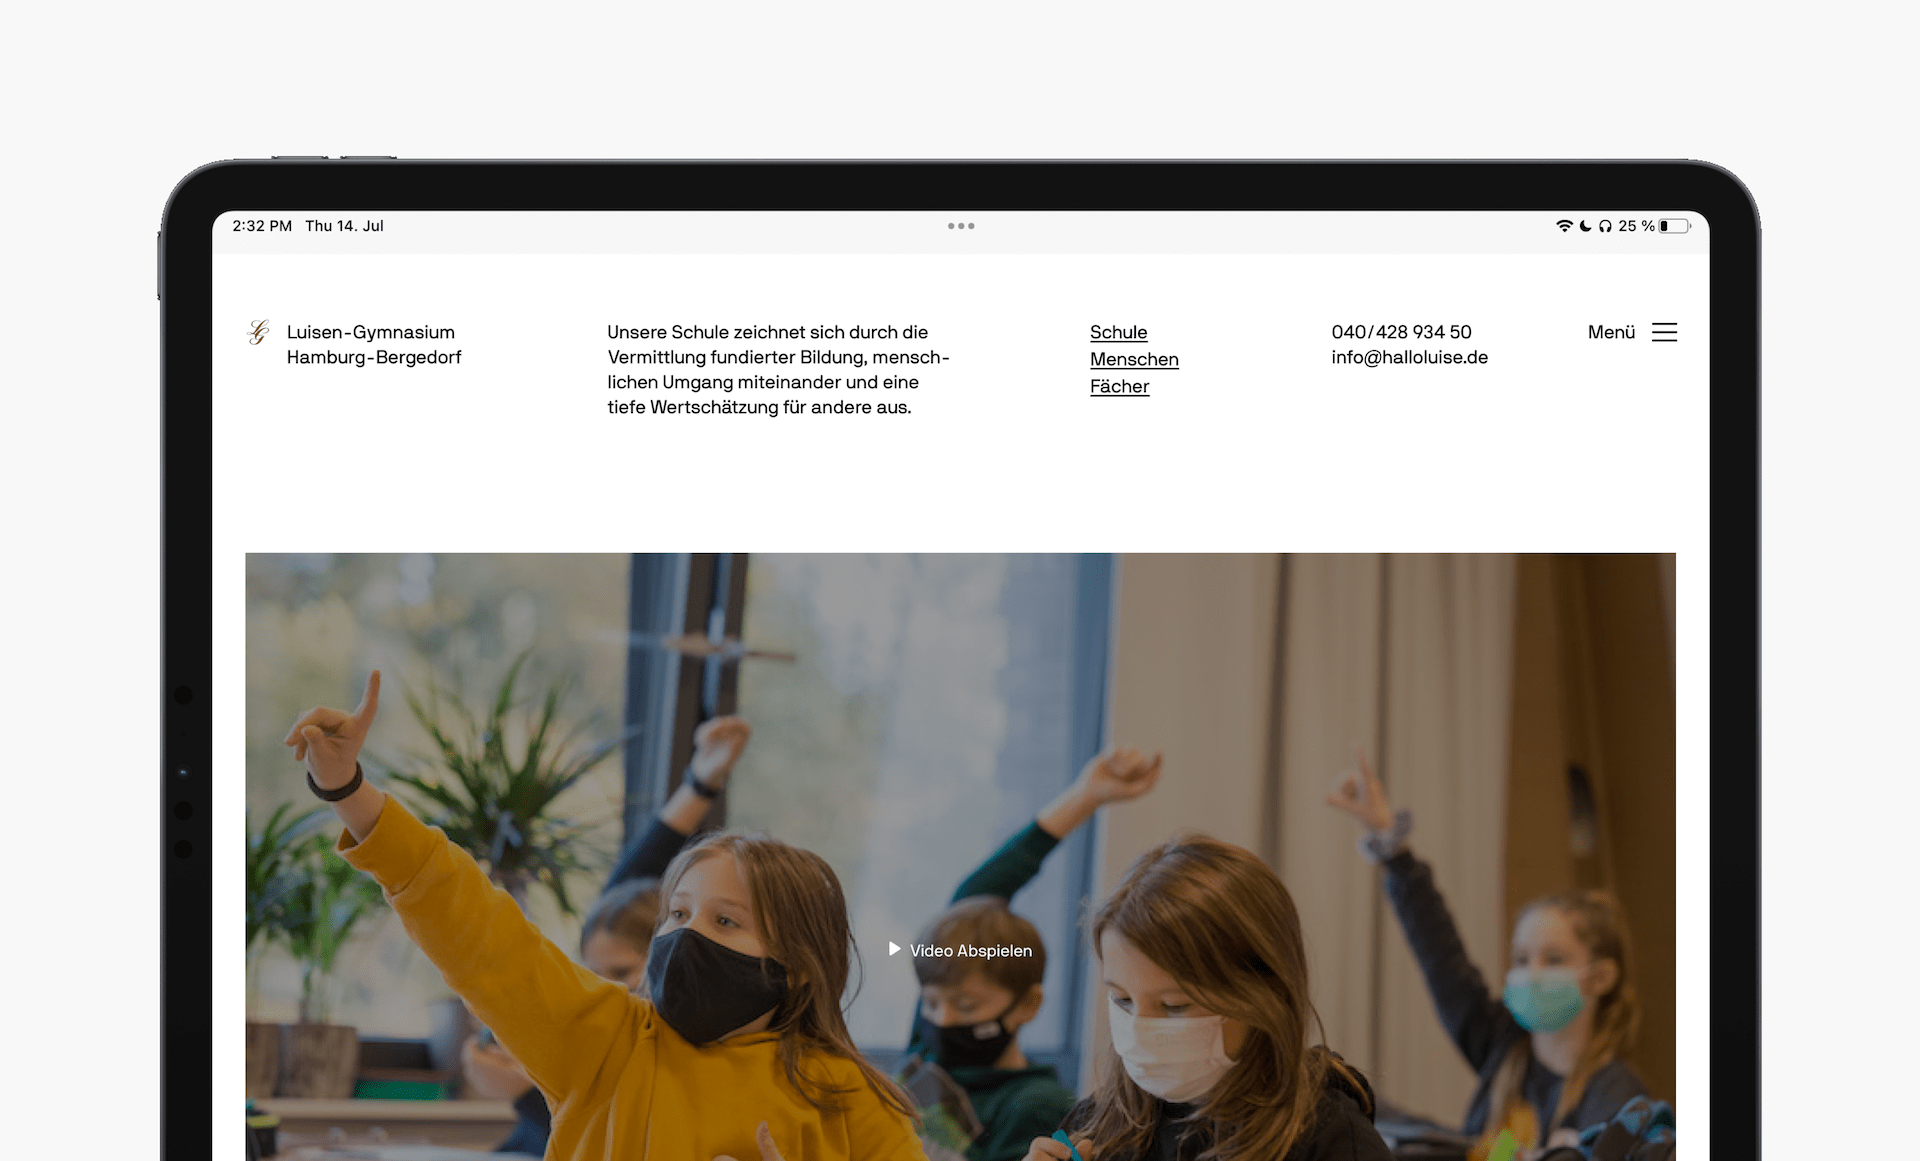 2:32 PM Thu 14. Jul
25 %
Luisen-Gymnasium
Hamburg-Bergedorf
Unsere Schule zeichnet sich durch die
Vermittlung fundierter Bildung, mensch-
lichen Umgang miteinander und eine
tiefe Wertschätzung für andere aus.
Schule
Menschen
Fächer
040/428 934 50
info@halloluise.de
Menü
Video Abspielen